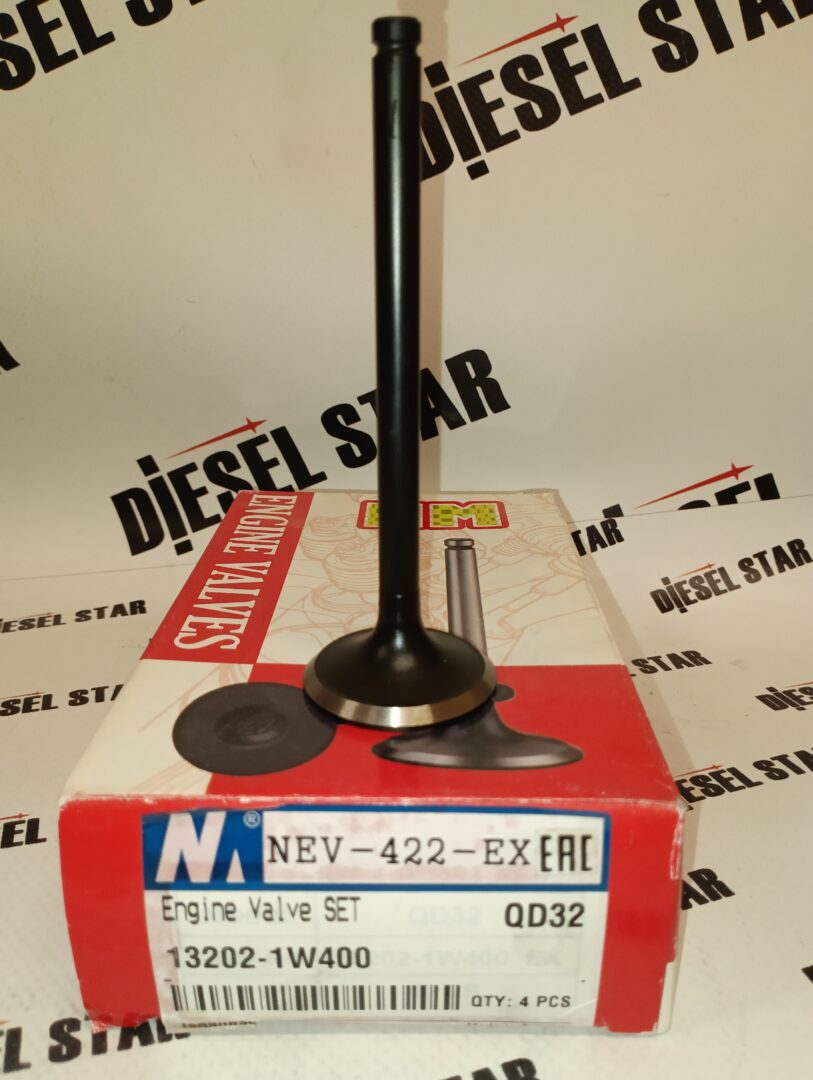 DIESEL STAR
DIESEL STAR
ENGINE VALVES
DIESEL STAR
DIESEL STAR
STAR
NEV-422-EX EAC
Engine Valve SET QD32
13202-1W400
QTY: 4 PCS
DIESEL STAR